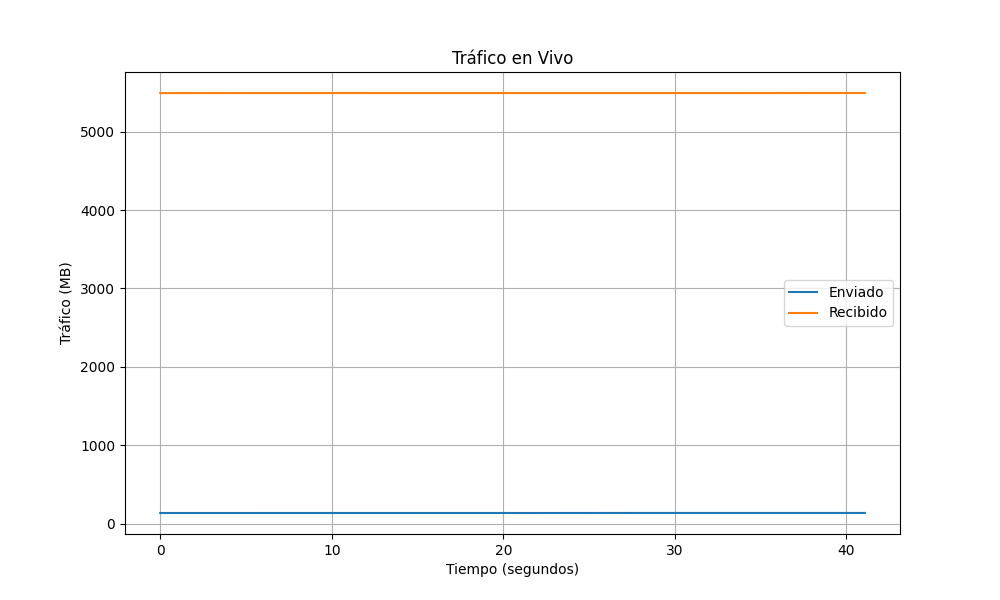 Tráfico en Vivo
Tráfico (MB)
5000
4000
3000
2000
1000
0
Enviado
Recibido
0 10 20 30 40
Tiempo (segundos)